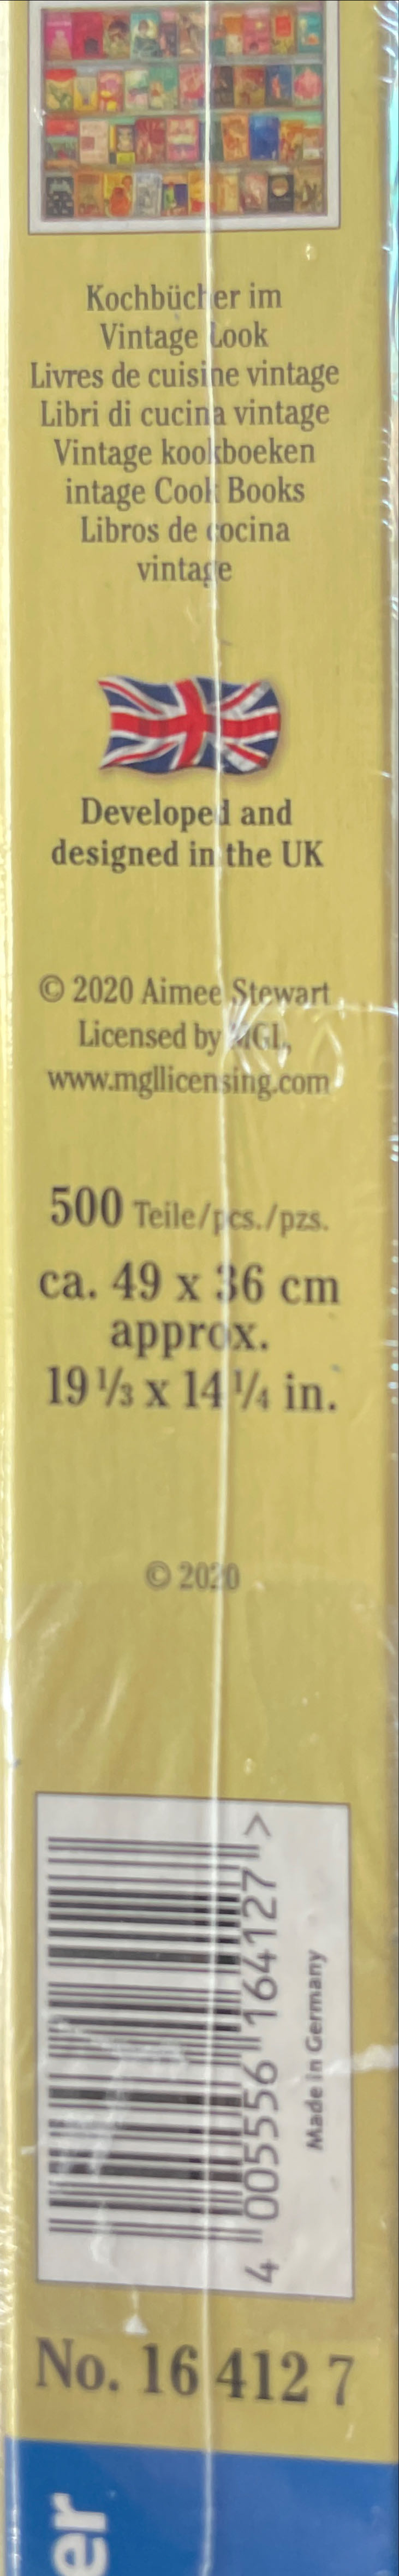 Kochbücher im
Vintage Look
Livres de cuisine vintage
Libri di cucina vintage
Vintage kookboeken
intage Cook Books
Libros de cocina
vintage
Developed and
designed in the UK
© 2020 Aimee Stewart
Licensed by MGL,
www.mgllicensing.com
500 Teile/pcs./pzs.
ca. 49 x 36 cm
approx.
19 1/3 x 14 1/4 in.
© 2020
4 005556 164127 >
Made in Germany
No. 16 412 7
er